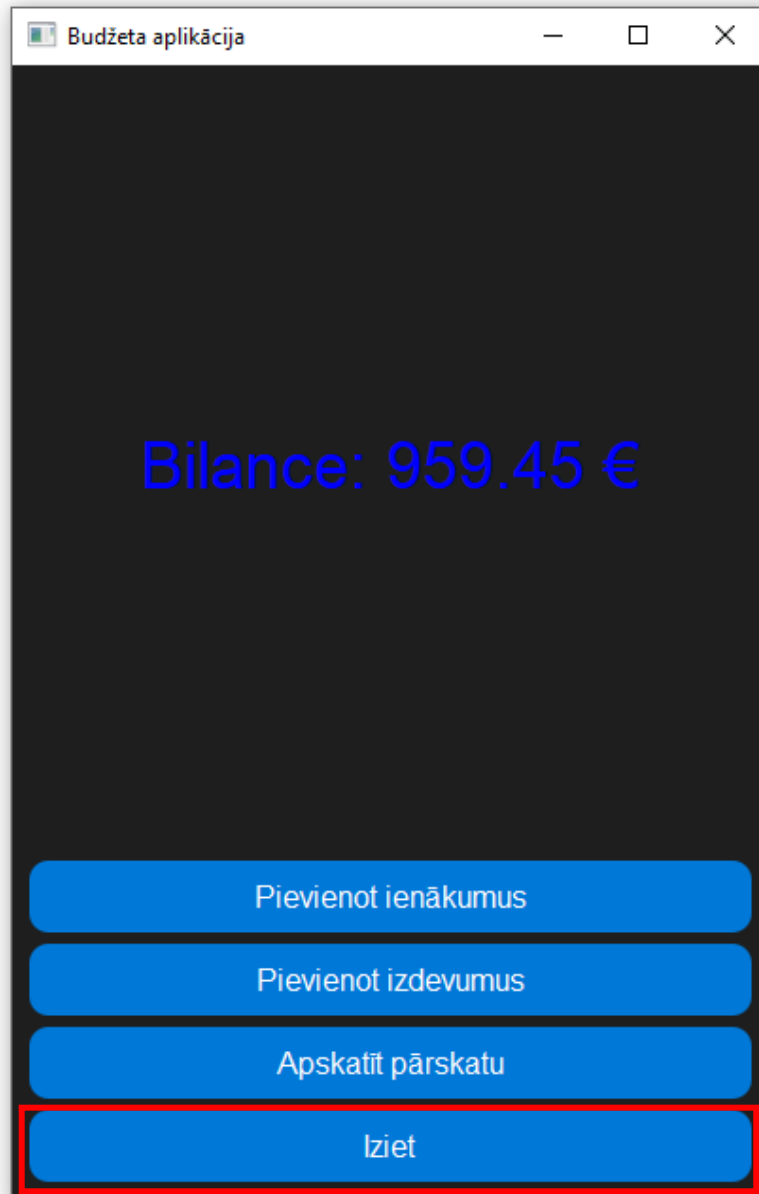 Budžeta aplikācija
Bilance: 959.45 €
Pievienot ienākumus
Pievienot izdevumus
Apskatīt pārskatu
Iziet